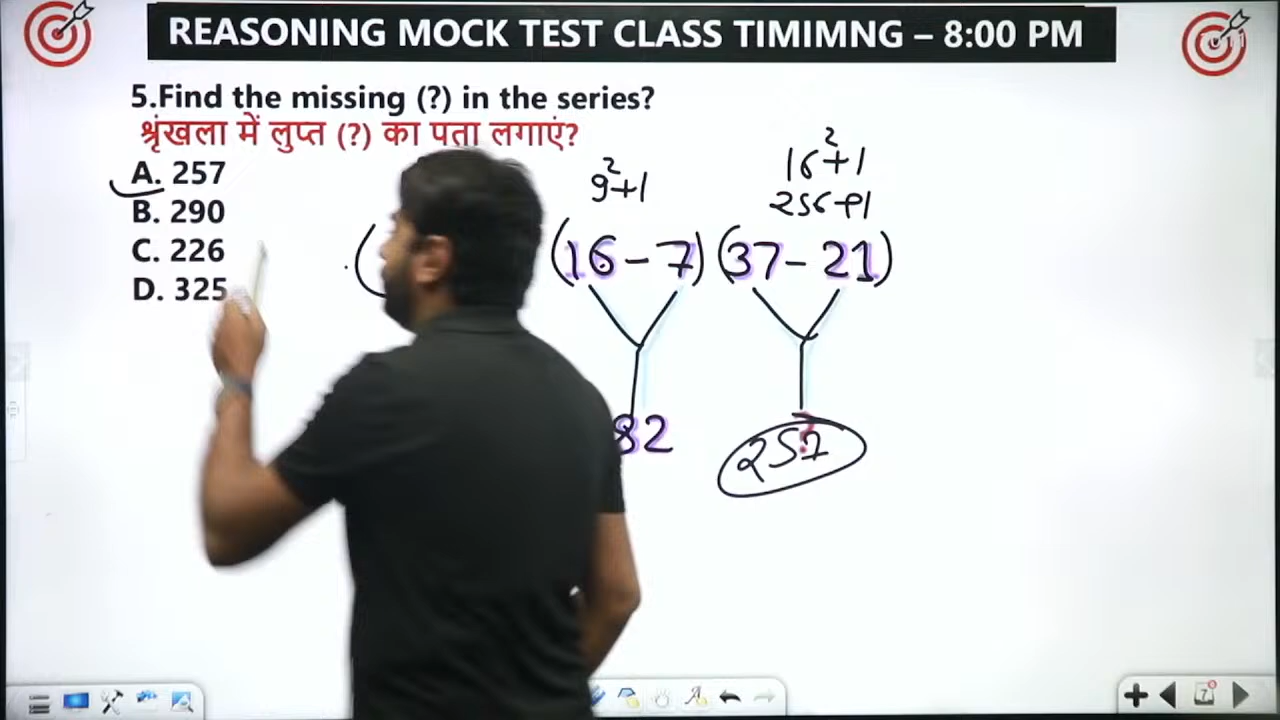 REASONING MOCK TEST CLASS TIMIMNG – 8:00 PM
5.Find the missing (?) in the series?
श्रृंखला में लुप्त (?) का पता लगाएं?
A. 257
B. 290
C. 226
D. 325
9²+1
16²+1
256+1
(
(16 – 7) (37 – 21)
82
257
7